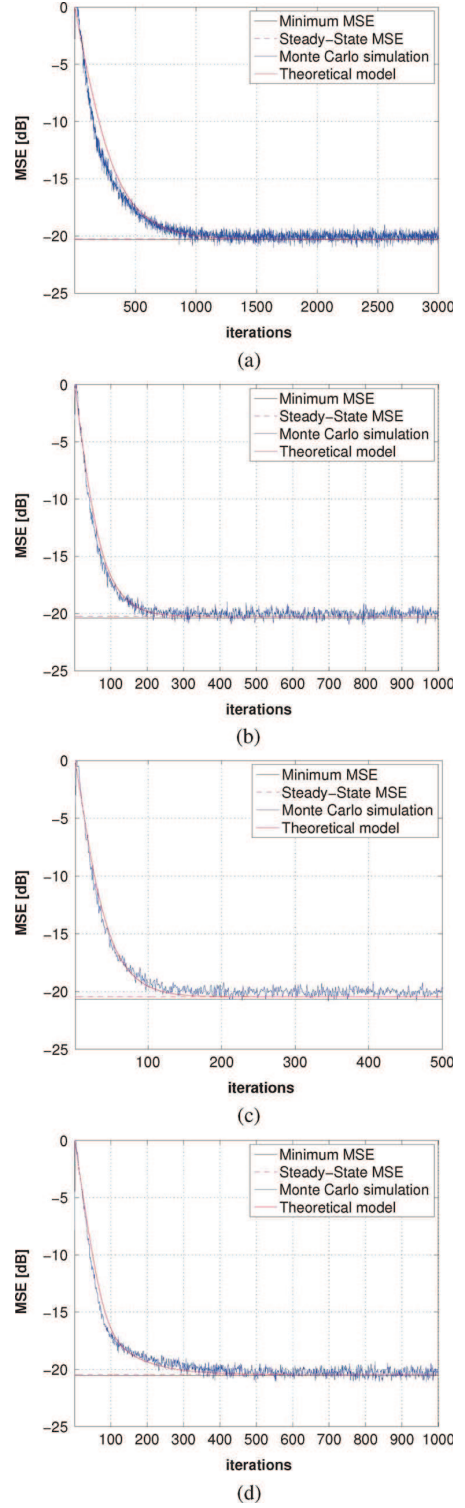 0
−5
−10
−15
−20
−25
MSE [dB]
Minimum MSE
Steady−State MSE
Monte Carlo simulation
Theoretical model
500 1000 1500 2000 2500 3000
iterations
(a)
0
−5
−10
−15
−20
−25
MSE [dB]
Minimum MSE
Steady−State MSE
Monte Carlo simulation
Theoretical model
100 200 300 400 500 600 700 800 900 1000
iterations
(b)
0
−5
−10
−15
−20
−25
MSE [dB]
Minimum MSE
Steady−State MSE
Monte Carlo simulation
Theoretical model
100 200 300 400 500
iterations
(c)
0
−5
−10
−15
−20
−25
MSE [dB]
Minimum MSE
Steady−State MSE
Monte Carlo simulation
Theoretical model
100 200 300 400 500 600 700 800 900 1000
iterations
(d)